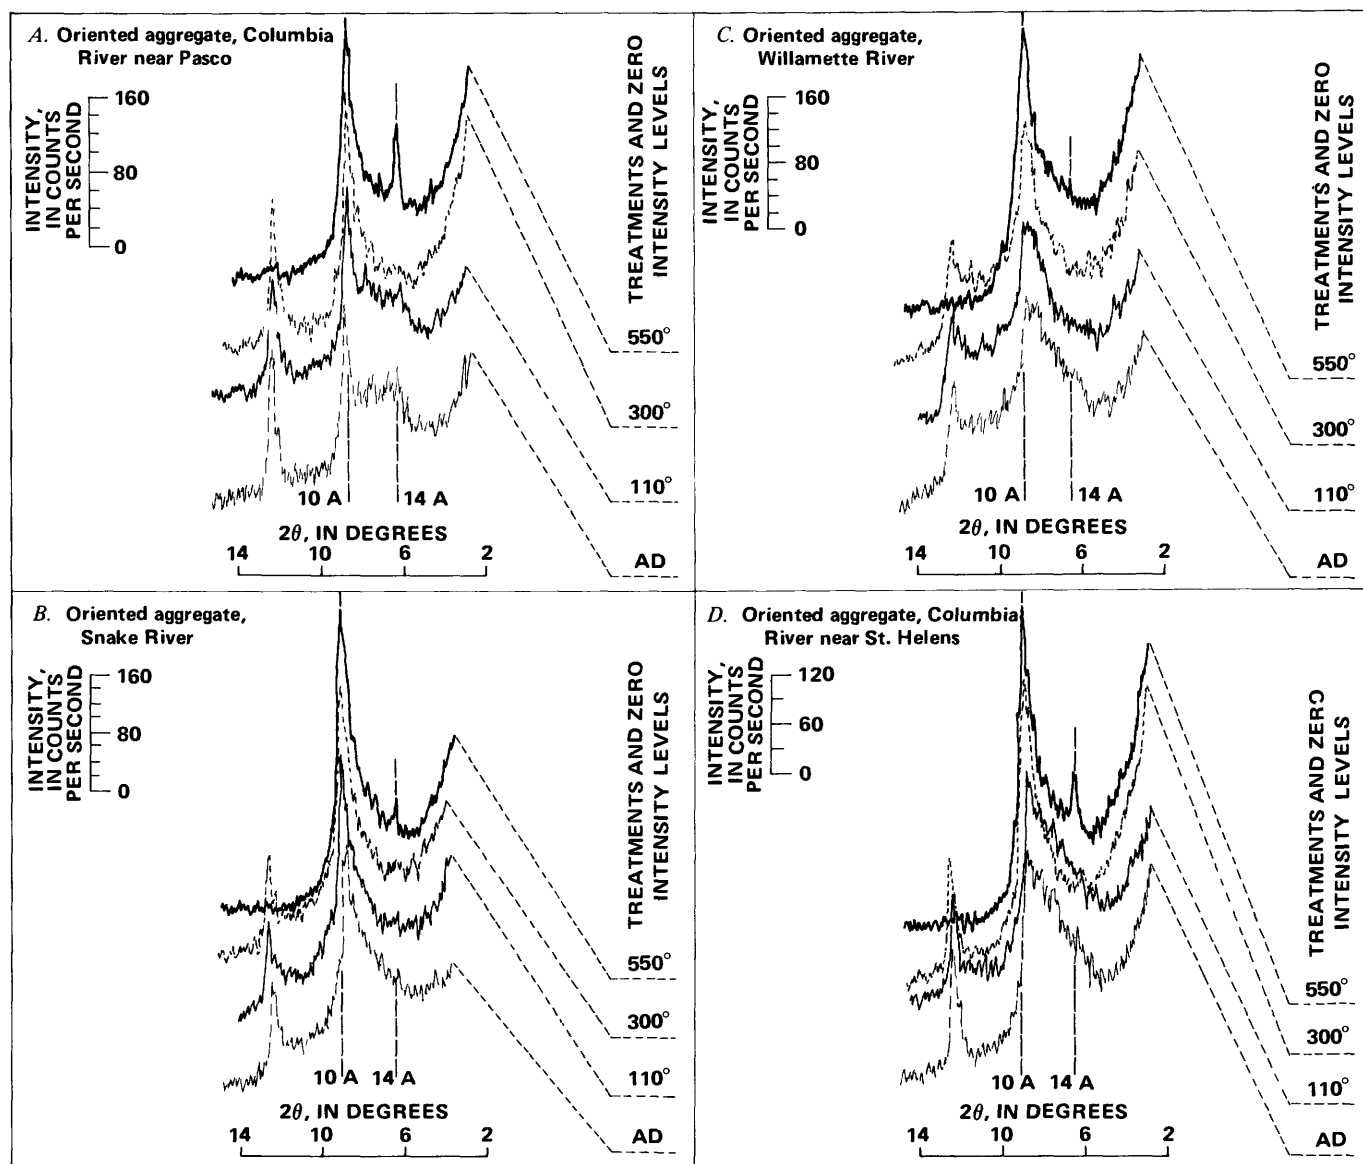 A. Oriented aggregate, Columbia
River near Pasco
INTENSITY,
IN COUNTS
PER SECOND
160
80
0
TREATMENTS AND ZERO
INTENSITY LEVELS
550°
300°
110°
AD
10 A
14 A
2θ, IN DEGREES
14 10 6 2
C. Oriented aggregate,
Willamette River
INTENSITY,
IN COUNTS
PER SECOND
160
80
0
TREATMENTS AND ZERO
INTENSITY LEVELS
550°
300°
110°
AD
10 A
14 A
2θ, IN DEGREES
14 10 6 2
B. Oriented aggregate,
Snake River
INTENSITY,
IN COUNTS
PER SECOND
160
80
0
TREATMENTS AND ZERO
INTENSITY LEVELS
550°
300°
110°
AD
10 A
14 A
2θ, IN DEGREES
14 10 6 2
D. Oriented aggregate, Columbia
River near St. Helens
INTENSITY,
IN COUNTS
PER SECOND
120
60
0
TREATMENTS AND ZERO
INTENSITY LEVELS
550°
300°
110°
AD
10 A
14 A
2θ, IN DEGREES
14 10 6 2